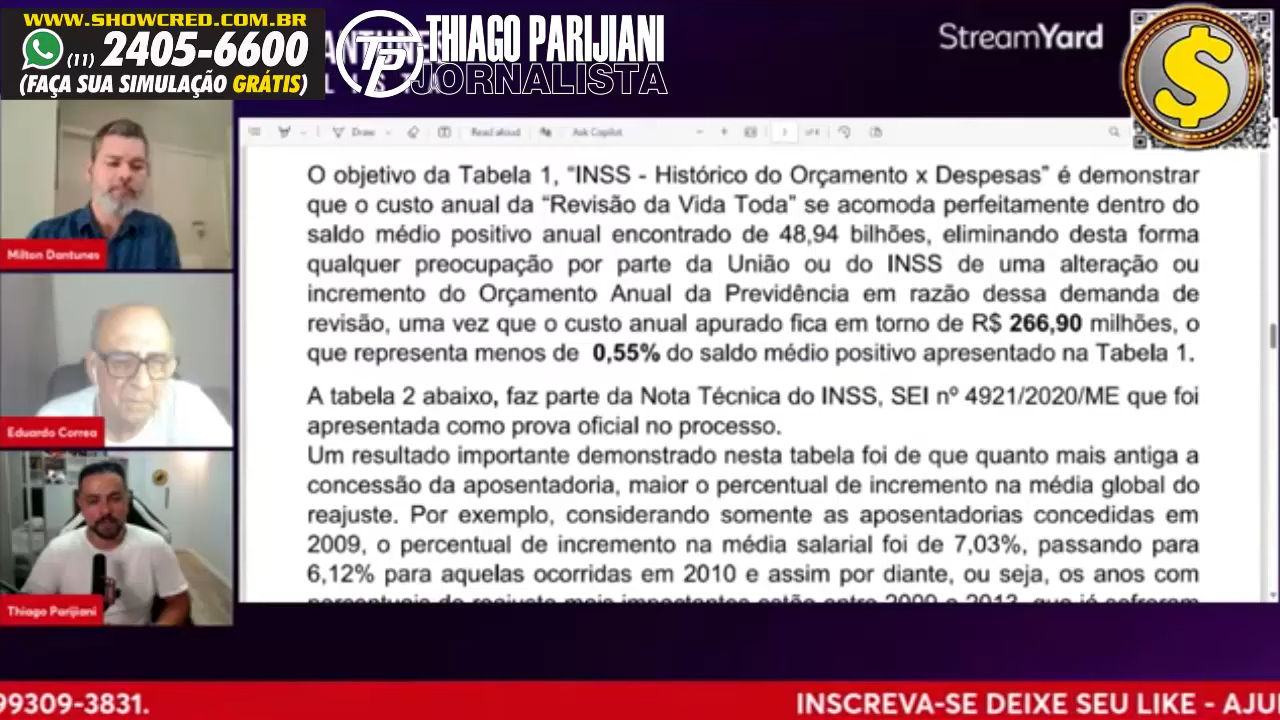 WWW.SHOWCRED.COM.BR
(11) 2405-6600
(FAÇA SUA SIMULAÇÃO GRÁTIS)
TP
THIAGO PARIJIANI
JORNALISTA
StreamYard
$
Draw
Read aloud
Ask Copilot
O objetivo da Tabela 1, “INSS - Histórico do Orçamento x Despesas” é demonstrar
que o custo anual da “Revisão da Vida Toda” se acomoda perfeitamente dentro do
saldo médio positivo anual encontrado de 48,94 bilhões, eliminando desta forma
qualquer preocupação por parte da União ou do INSS de uma alteração ou
incremento do Orçamento Anual da Previdência em razão dessa demanda de
revisão, uma vez que o custo anual apurado fica em torno de R$ 266,90 milhões, o
que representa menos de 0,55% do saldo médio positivo apresentado na Tabela 1.
A tabela 2 abaixo, faz parte da Nota Técnica do INSS, SEI nº 4921/2020/ME que foi
apresentada como prova oficial no processo.
Um resultado importante demonstrado nesta tabela foi de que quanto mais antiga a
concessão da aposentadoria, maior o percentual de incremento na média global do
reajuste. Por exemplo, considerando somente as aposentadorias concedidas em
2009, o percentual de incremento na média salarial foi de 7,03%, passando para
6,12% para aquelas ocorridas em 2010 e assim por diante, ou seja, os anos com
Milton Dantunes
Eduardo Correa
Thiago Parijiani
99309-3831.
INSCREVA-SE DEIXE SEU LIKE - AJU